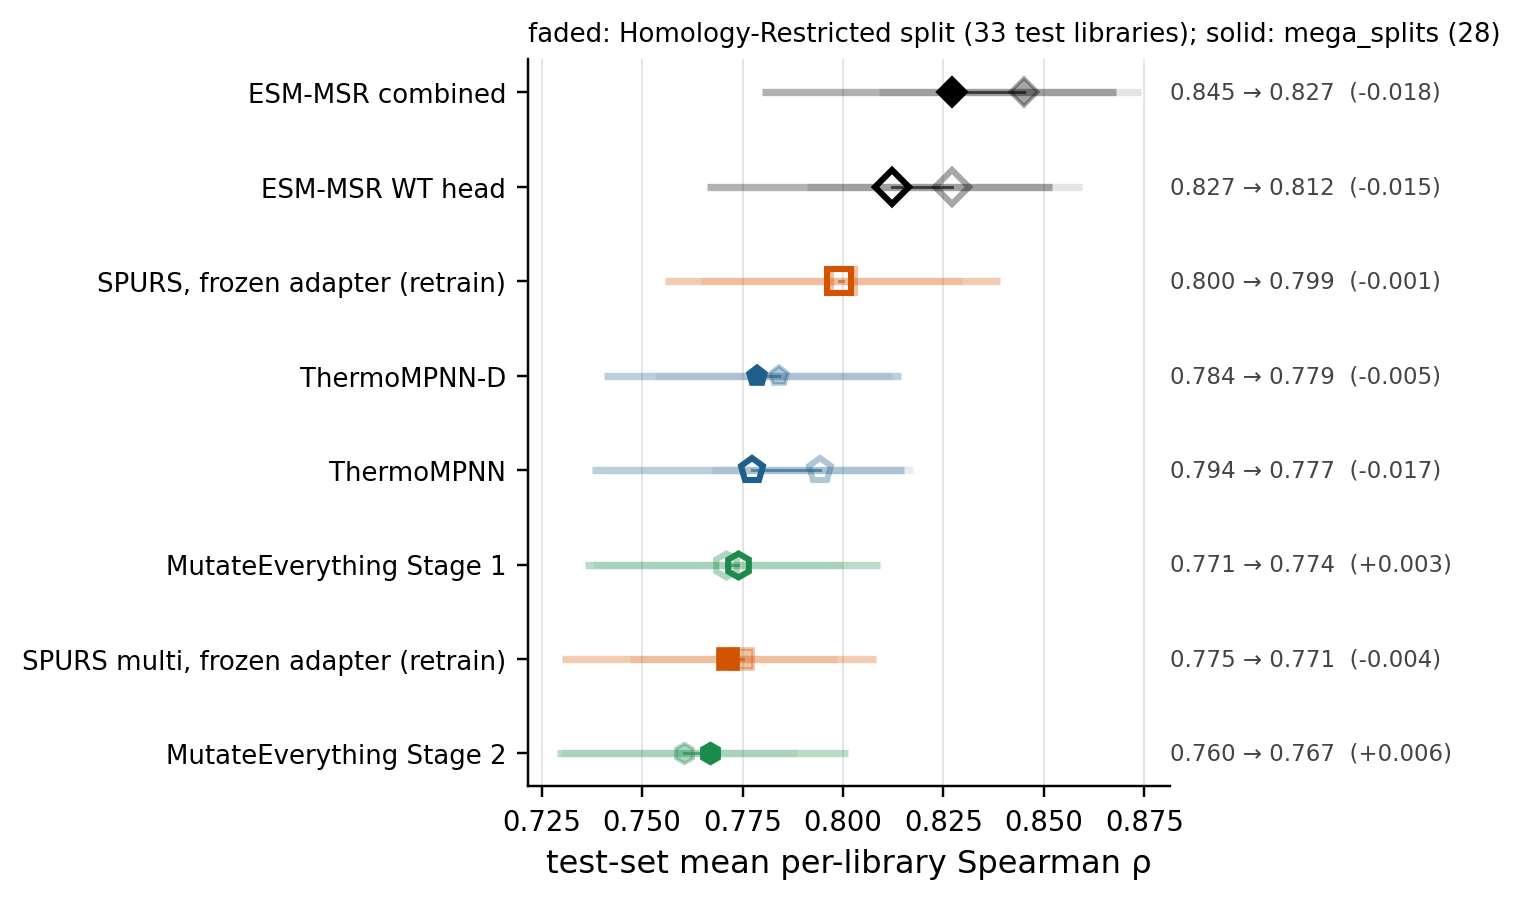 faded: Homology-Restricted split (33 test libraries); solid: mega_splits (28)
ESM-MSR combined
0.845 → 0.827 (-0.018)
ESM-MSR WT head
0.827 → 0.812 (-0.015)
SPURS, frozen adapter (retrain)
0.800 → 0.799 (-0.001)
ThermoMPNN-D
0.784 → 0.779 (-0.005)
ThermoMPNN
0.794 → 0.777 (-0.017)
MutateEverything Stage 1
0.771 → 0.774 (+0.003)
SPURS multi, frozen adapter (retrain)
0.775 → 0.771 (-0.004)
MutateEverything Stage 2
0.760 → 0.767 (+0.006)
0.725 0.750 0.775 0.800 0.825 0.850 0.875
test-set mean per-library Spearman ρ